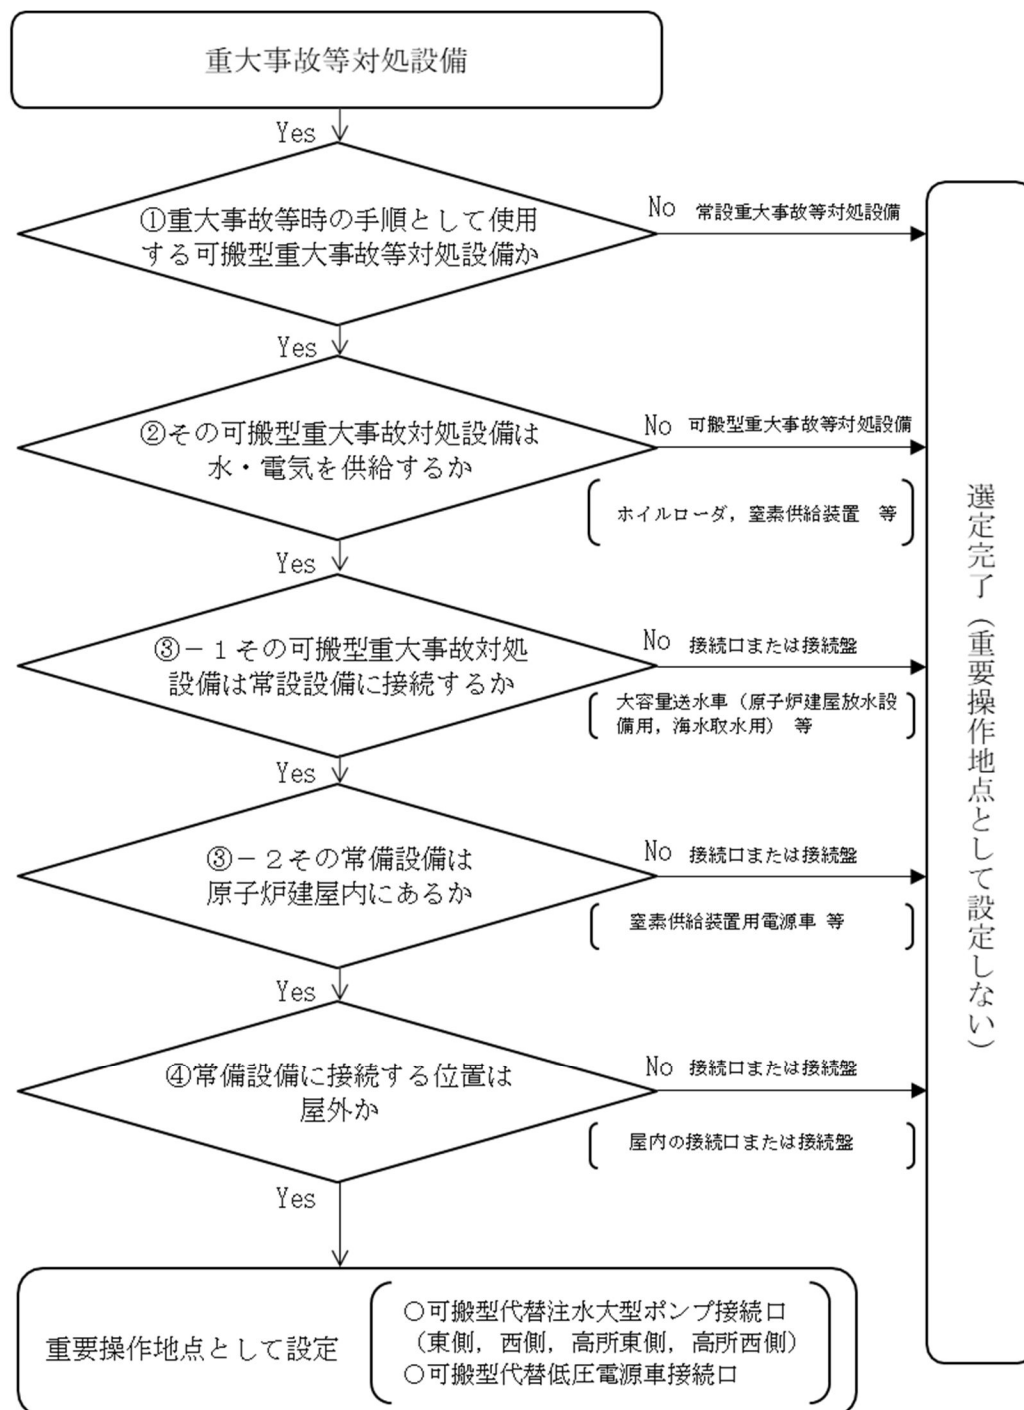 重大事故等対処設備
Yes
①重大事故等時の手順として使用
する可搬型重大事故等対処設備か
No 常設重大事故等対処設備
Yes
②その可搬型重大事故対処設備は
水・電気を供給するか
No 可搬型重大事故等対処設備
ホイルローダ，窒素供給装置　等
Yes
③－１その可搬型重大事故対処
設備は常設設備に接続するか
No 接続口または接続盤
大容量送水車（原子炉建屋放水設
備用，海水取水用） 等
Yes
③－２その常備設備は
原子炉建屋内にあるか
No 接続口または接続盤
窒素供給装置用電源車 等
Yes
④常備設備に接続する位置は
屋外か
No 接続口または接続盤
屋内の接続口または接続盤
Yes
重要操作地点として設定
○可搬型代替注水大型ポンプ接続口
（東側，西側，高所東側，高所西側）
○可搬型代替低圧電源車接続口
選定完了（重要操作地点として設定しない）